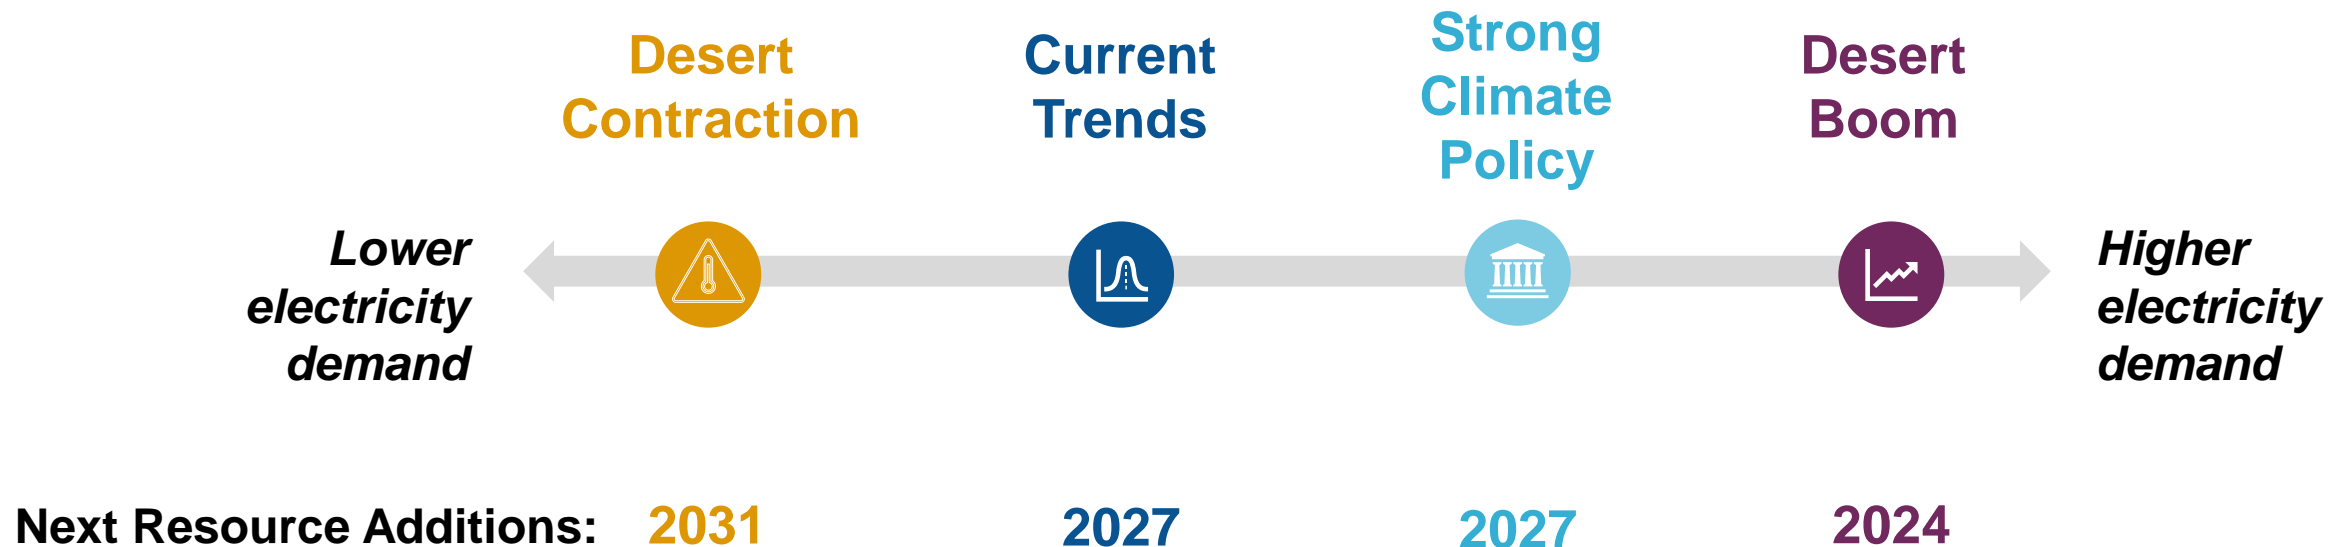 Desert
Contraction
Current
Trends
Strong
Climate
Policy
Desert
Boom
Lower
electricity
demand
Higher
electricity
demand
Next Resource Additions: 2031 2027 2027 2024